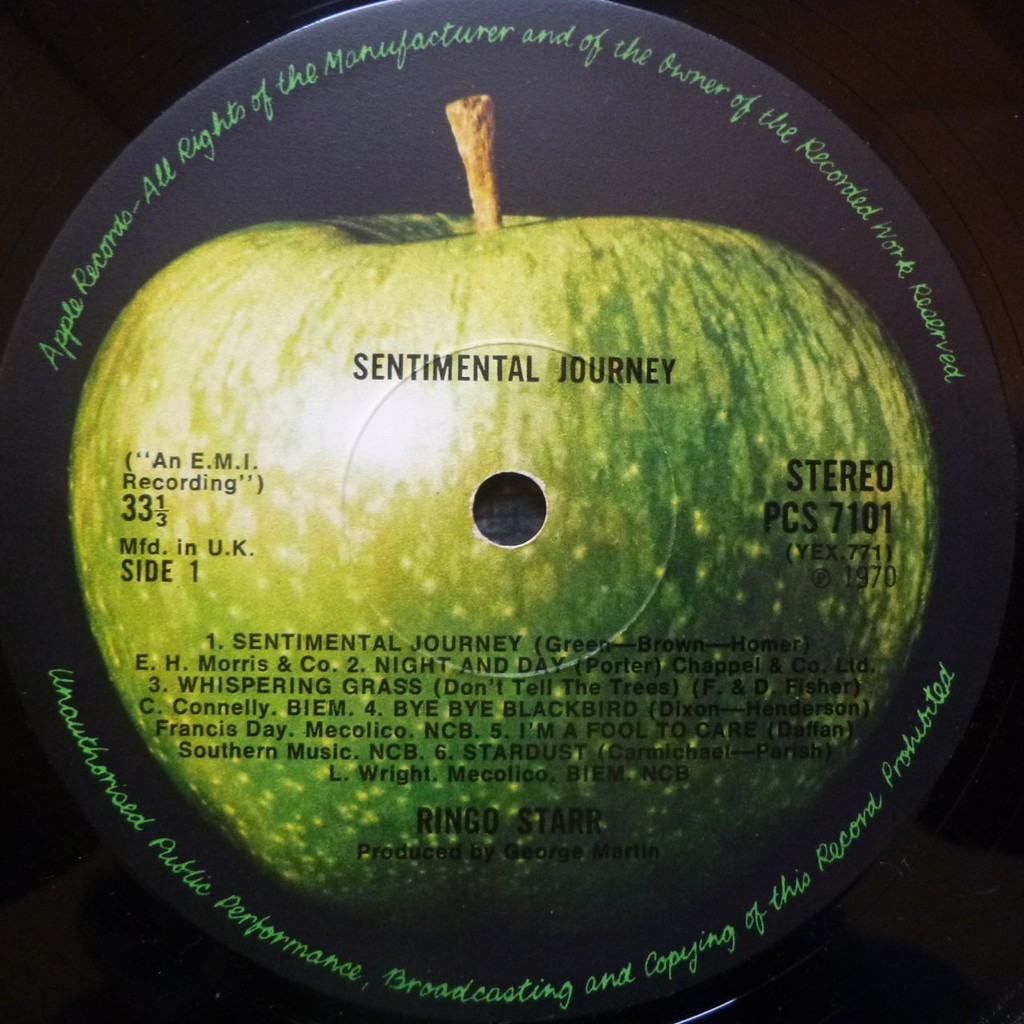 Apple Records - All Rights of the Manufacturer and of the Owner of the Recorded Work Reserved
SENTIMENTAL JOURNEY
(''An E.M.I.
Recording'')
33⅓
Mfd. in U.K.
SIDE 1
STEREO
PCS 7101
(YEX.771)
℗ 1970
1. SENTIMENTAL JOURNEY (Green—Brown—Homer)
E. H. Morris & Co. 2. NIGHT AND DAY (Porter) Chappel & Co. Ltd.
3. WHISPERING GRASS (Don't Tell The Trees) (F. & D. Fisher)
C. Connelly. BIEM. 4. BYE BYE BLACKBIRD (Dixon—Henderson)
Francis Day. Mecolico. NCB. 5. I'M A FOOL TO CARE (Daffan)
Southern Music. NCB. 6. STARDUST (Carmichael—Parish)
L. Wright. Mecolico. BIEM. NCB
RINGO STARR
Produced by George Martin
Unauthorised Public Performance, Broadcasting and Copying of this Record Prohibited